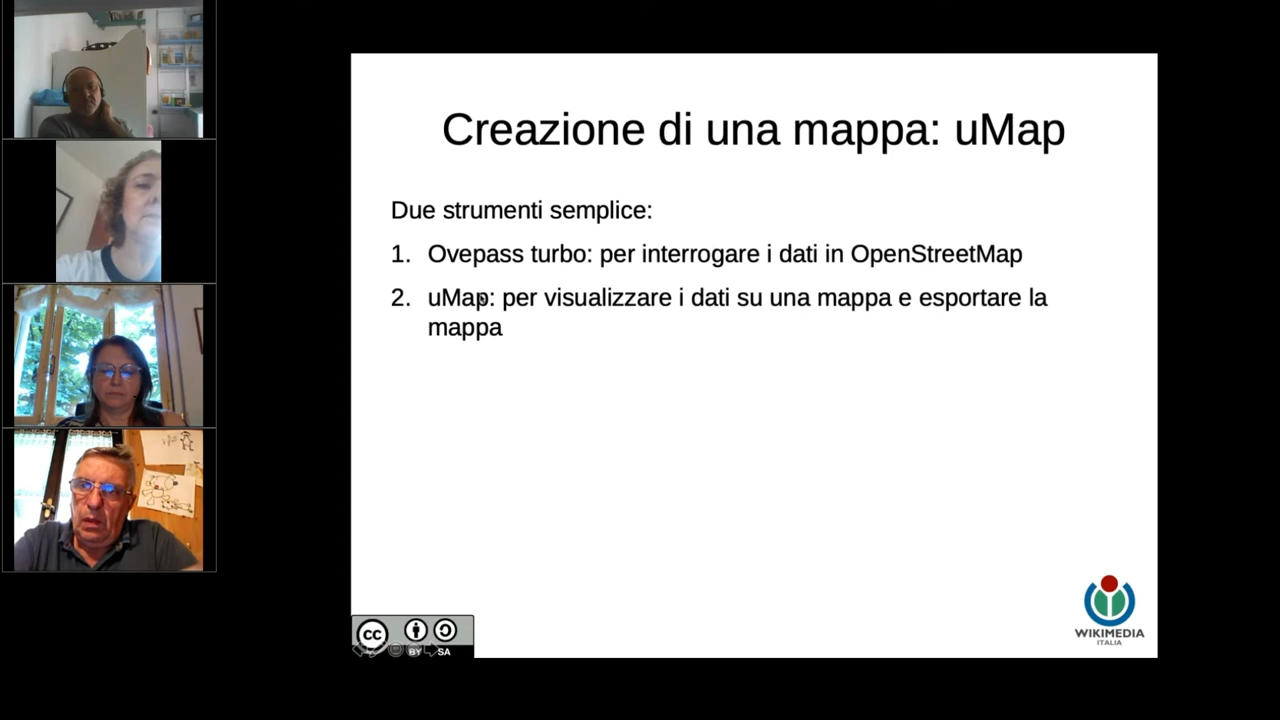 Creazione di una mappa: uMap
Due strumenti semplice:
1. Ovepass turbo: per interrogare i dati in OpenStreetMap
2. uMap: per visualizzare i dati su una mappa e esportare la
mappa
cc
BY SA
WIKIMEDIA
ITALIA